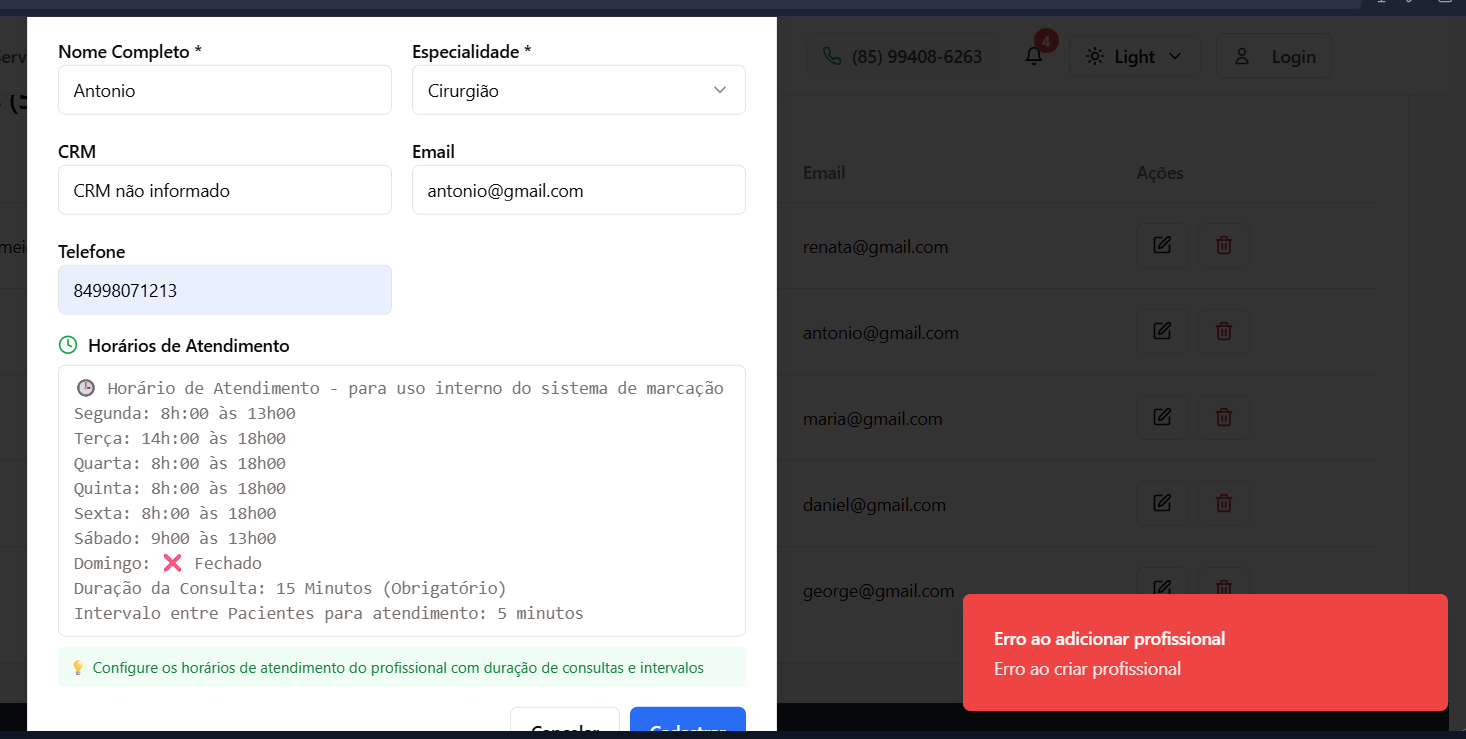 Nome Completo *
Especialidade *
Antonio
Cirurgião
CRM
Email
CRM não informado
antonio@gmail.com
Telefone
84998071213
Horários de Atendimento
🕒 Horário de Atendimento - para uso interno do sistema de marcação
Segunda: 8h:00 às 13h00
Terça: 14h:00 às 18h00
Quarta: 8h:00 às 18h00
Quinta: 8h:00 às 18h00
Sexta: 8h:00 às 18h00
Sábado: 9h00 às 13h00
Domingo: ❌ Fechado
Duração da Consulta: 15 Minutos (Obrigatório)
Intervalo entre Pacientes para atendimento: 5 minutos
💡 Configure os horários de atendimento do profissional com duração de consultas e intervalos
Cancelar
Cadastrar
(85) 99408-6263
4
Light
Login
Email
Ações
renata@gmail.com
antonio@gmail.com
maria@gmail.com
daniel@gmail.com
george@gmail.com
Erro ao adicionar profissional
Erro ao criar profissional